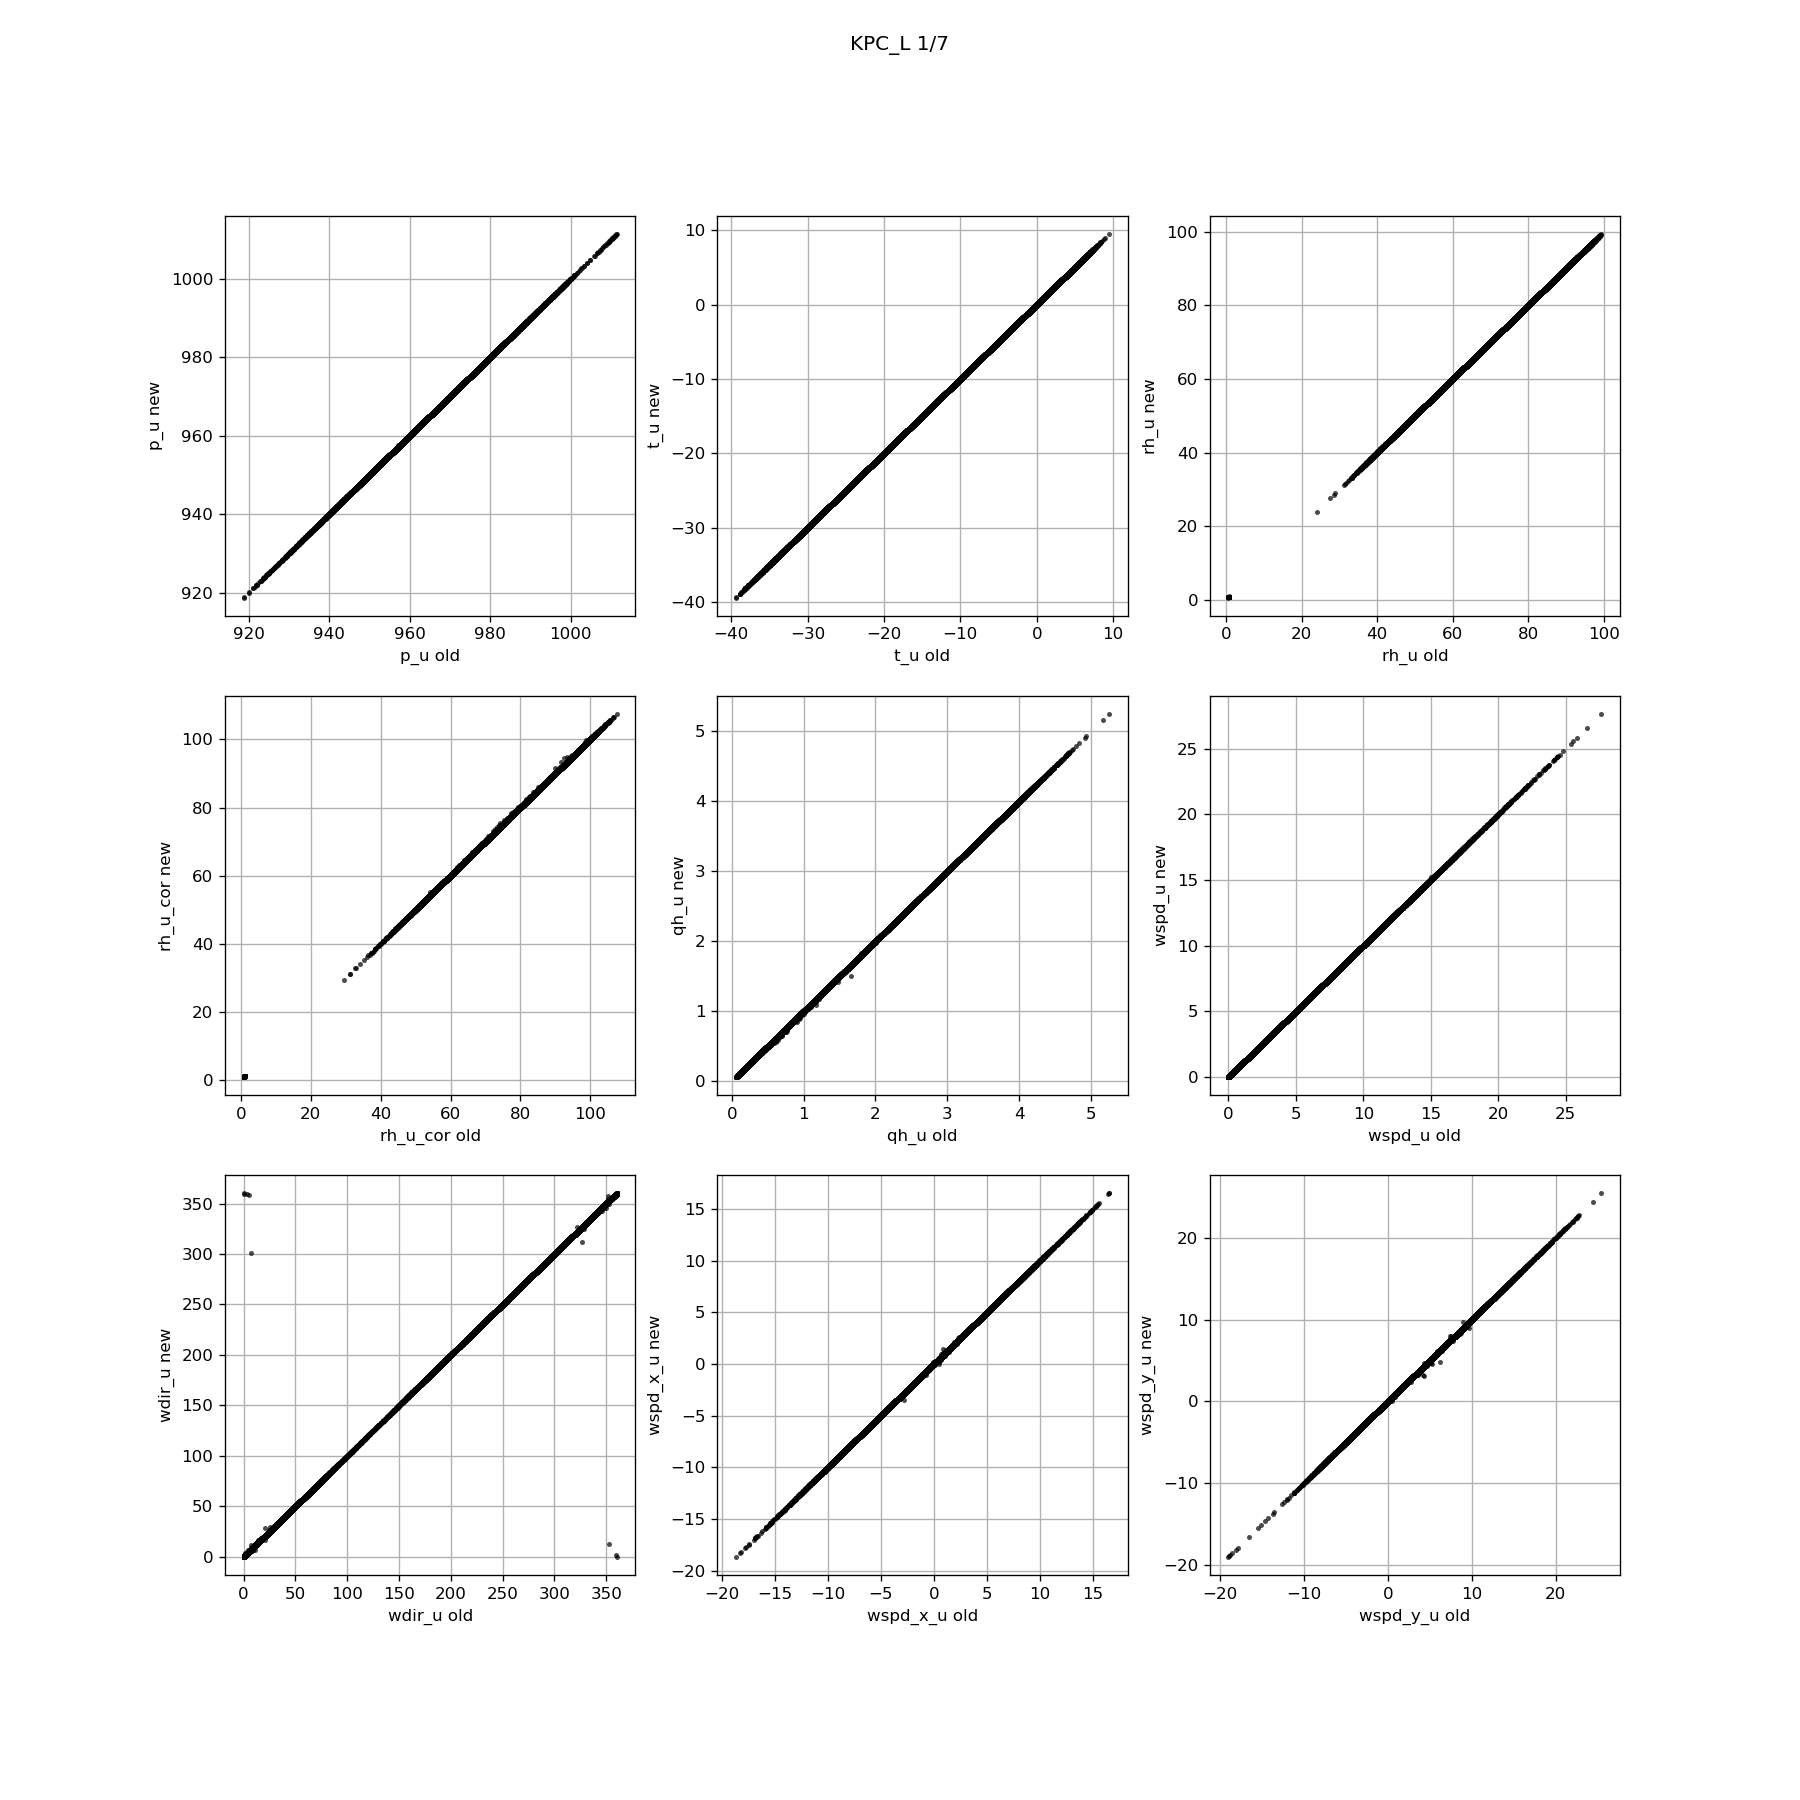 KPC_L 1/7
1000
980
960
940
920
p_u new
920 940 960 980 1000
p_u old
10
0
−10
−20
−30
−40
t_u new
−40 −30 −20 −10 0 10
t_u old
100
80
60
40
20
0
rh_u new
0 20 40 60 80 100
rh_u old
100
80
60
40
20
0
rh_u_cor new
0 20 40 60 80 100
rh_u_cor old
5
4
3
2
1
0
qh_u new
0 1 2 3 4 5
qh_u old
25
20
15
10
5
0
wspd_u new
0 5 10 15 20 25
wspd_u old
350
300
250
200
150
100
50
0
wdir_u new
0 50 100 150 200 250 300 350
wdir_u old
15
10
5
0
−5
−10
−15
−20
wspd_x_u new
−20 −15 −10 −5 0 5 10 15
wspd_x_u old
20
10
0
−10
−20
wspd_y_u new
−20 −10 0 10 20
wspd_y_u old